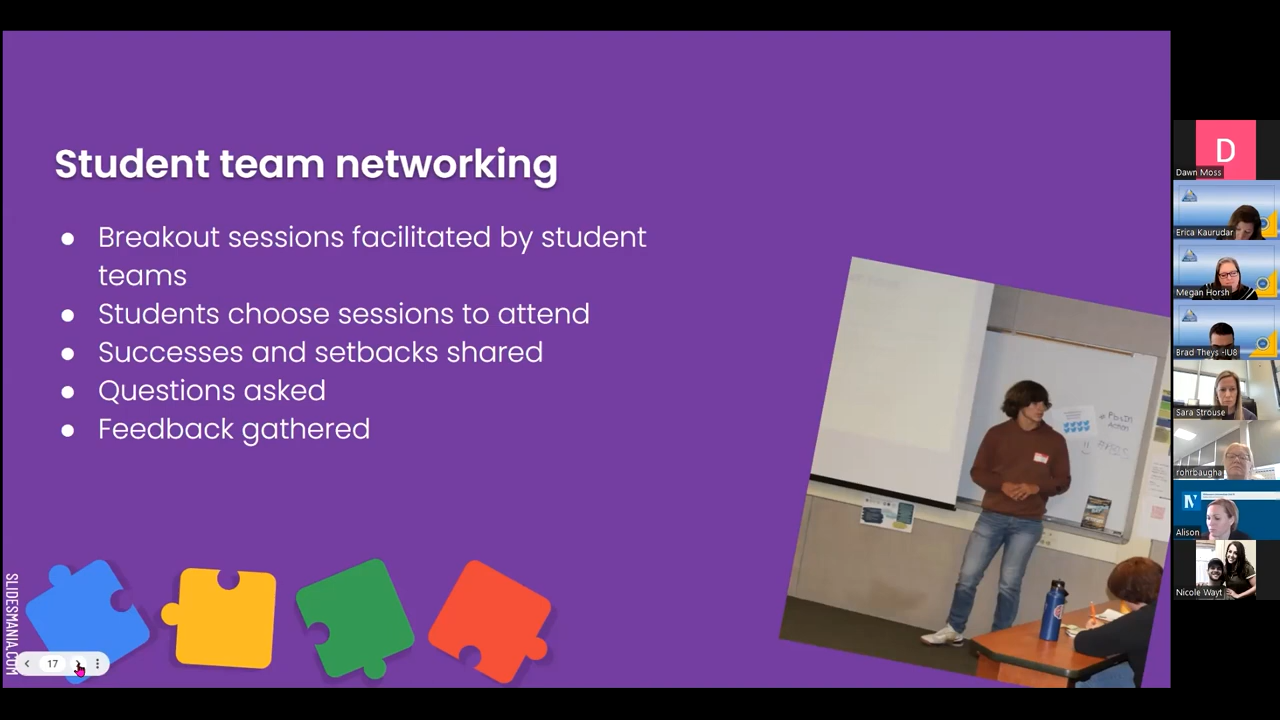 Student team networking
● Breakout sessions facilitated by student
teams
● Students choose sessions to attend
● Successes and setbacks shared
● Questions asked
● Feedback gathered
SLIDESMANIA.COM
17
D
Dawn Moss
Erica Kaurudar
Megan Horsh
Brad Theys -IU8
Sara Strouse
rohrbaugha
Alison
Nicole Wayt